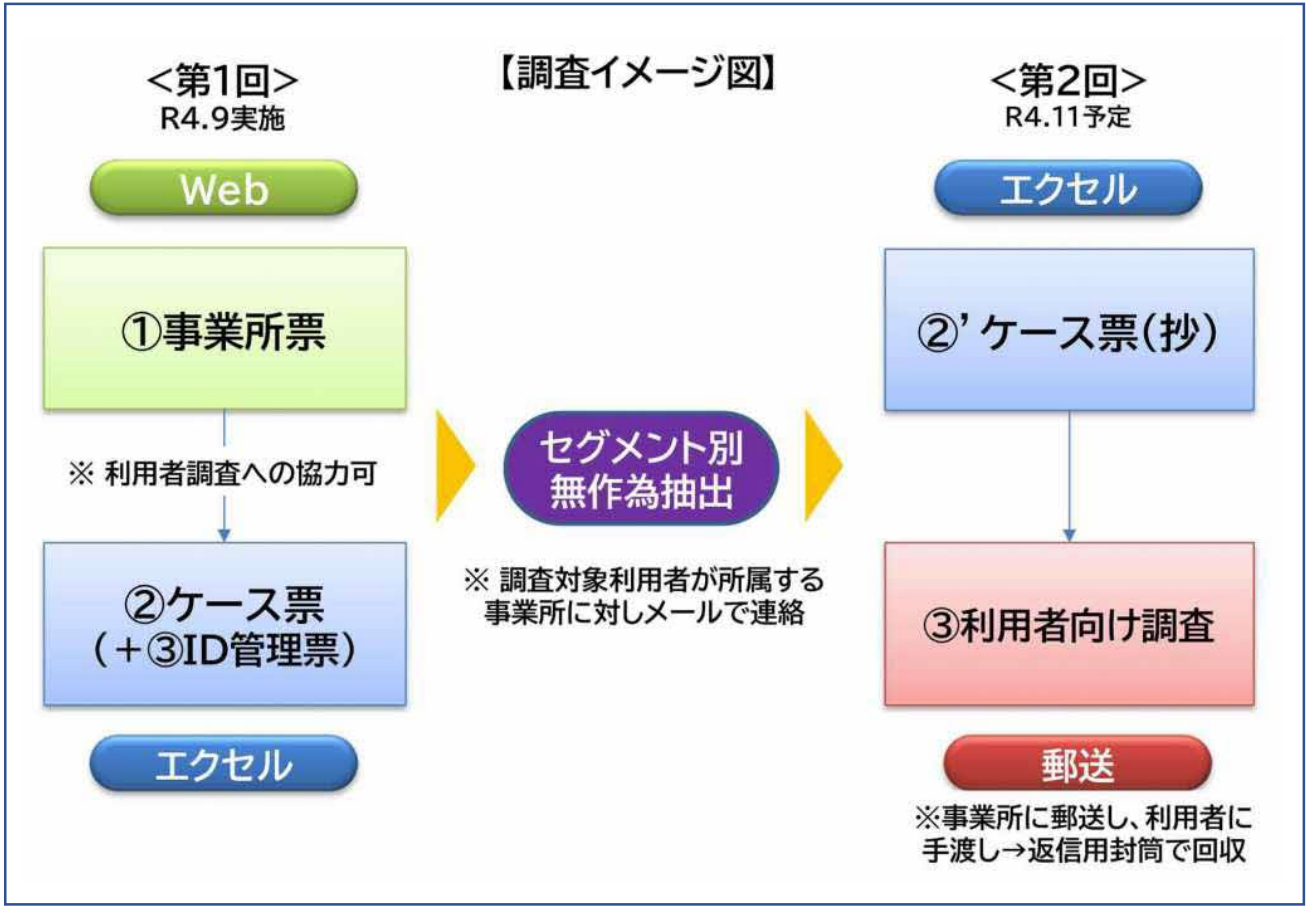 【調査イメージ図】
<第1回>
R4.9実施
Web
①事業所票
※ 利用者調査への協力可
②ケース票
(+③ID管理票)
エクセル
セグメント別
無作為抽出
※ 調査対象利用者が所属する
事業所に対しメールで連絡
<第2回>
R4.11予定
エクセル
②’ケース票(抄)
③利用者向け調査
郵送
※事業所に郵送し、利用者に
手渡し→返信用封筒で回収